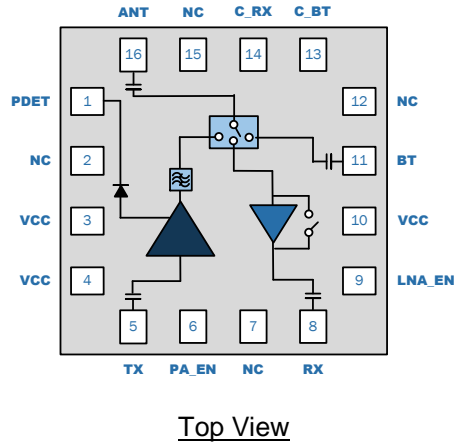 ANT NC C_RX C_BT
16 15 14 13
PDET 1 12 NC
NC 2 11 BT
VCC 3 10 VCC
VCC 4 9 LNA_EN
5 6 7 8
TX PA_EN NC RX
Top View